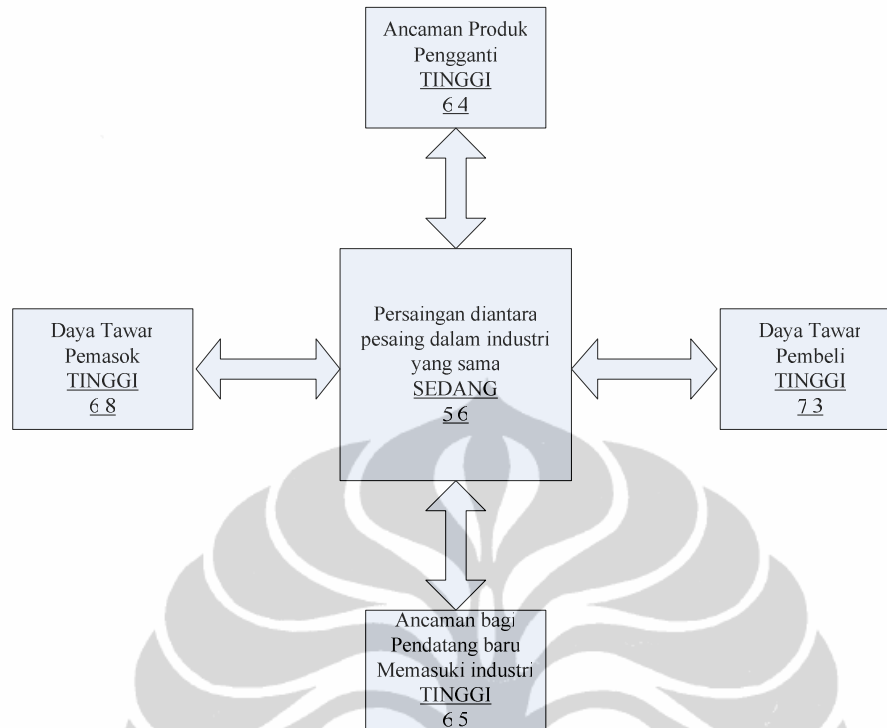 Ancaman Produk
Pengganti
TINGGI
6 4
Daya Tawar
Pemasok
TINGGI
6 8
Persaingan diantara
pesaing dalam industri
yang sama
SEDANG
5 6
Daya Tawar
Pembeli
TINGGI
7 3
Ancaman bagi
Pendatang baru
Memasuki industri
TINGGI
6 5